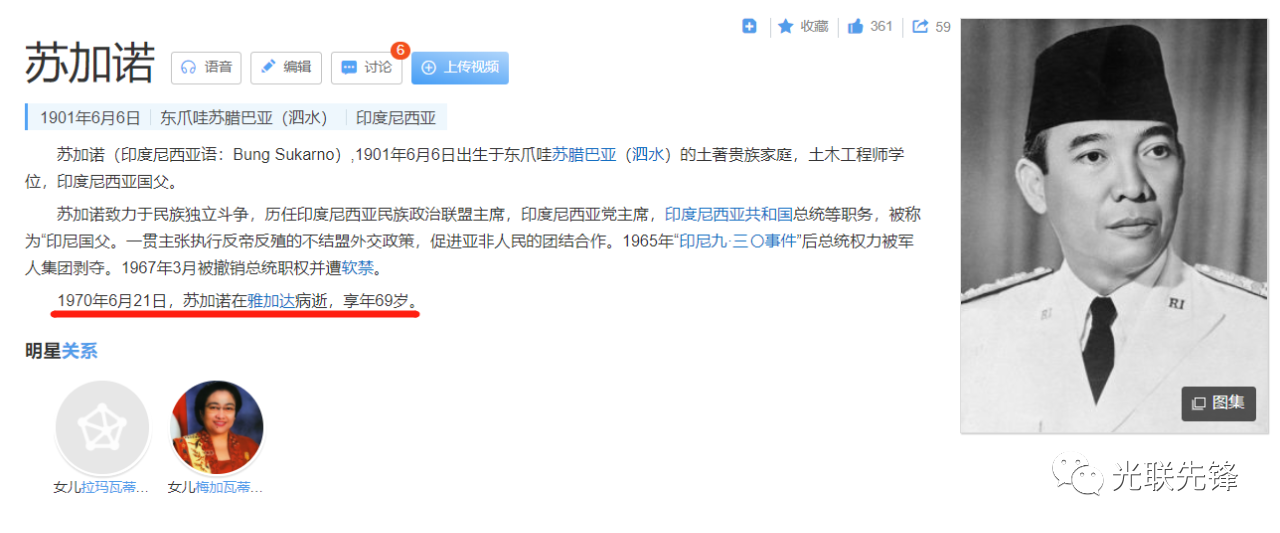 收藏 361 59
苏加诺 语音 编辑 讨论 6 上传视频
1901年6月6日 东爪哇苏腊巴亚（泗水） 印度尼西亚
苏加诺（印度尼西亚语：Bung Sukarno）,1901年6月6日出生于东爪哇苏腊巴亚（泗水）的土著贵族家庭，土木工程师学
位，印度尼西亚国父。
苏加诺致力于民族独立斗争，历任印度尼西亚民族政治联盟主席，印度尼西亚党主席，印度尼西亚共和国总统等职务，被称
为“印尼国父。一贯主张执行反帝反殖的不结盟外交政策，促进亚非人民的团结合作。1965年“印尼九·三〇事件”后总统权力被军
人集团剥夺。1967年3月被撤销总统职权并遭软禁。
1970年6月21日，苏加诺在雅加达病逝，享年69岁。
明星关系
女儿拉玛瓦蒂...
女儿梅加瓦蒂...
RI
RI
图集
光联先锋